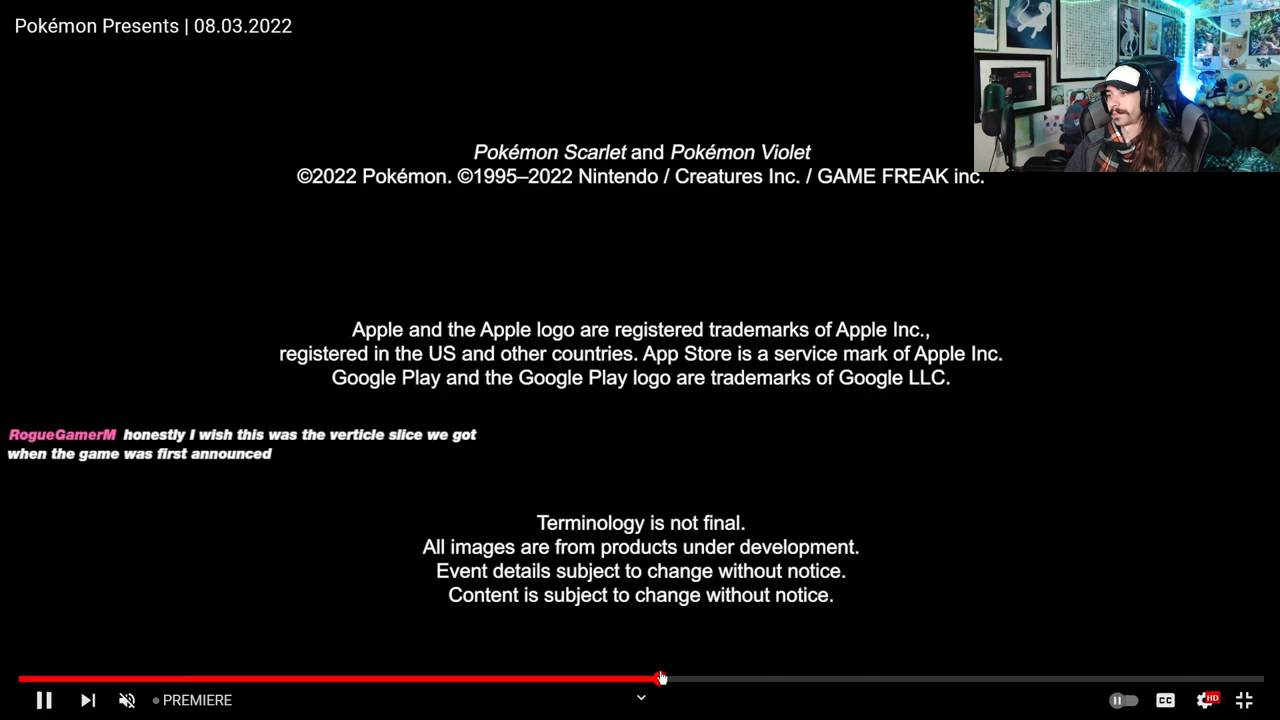 Pokémon Presents | 08.03.2022
Pokémon Scarlet and Pokémon Violet
©2022 Pokémon. ©1995–2022 Nintendo / Creatures Inc. / GAME FREAK inc.
Apple and the Apple logo are registered trademarks of Apple Inc.,
registered in the US and other countries. App Store is a service mark of Apple Inc.
Google Play and the Google Play logo are trademarks of Google LLC.
RogueGamerM honestly I wish this was the verticle slice we got
when the game was first announced
Terminology is not final.
All images are from products under development.
Event details subject to change without notice.
Content is subject to change without notice.
PREMIERE
CC
HD